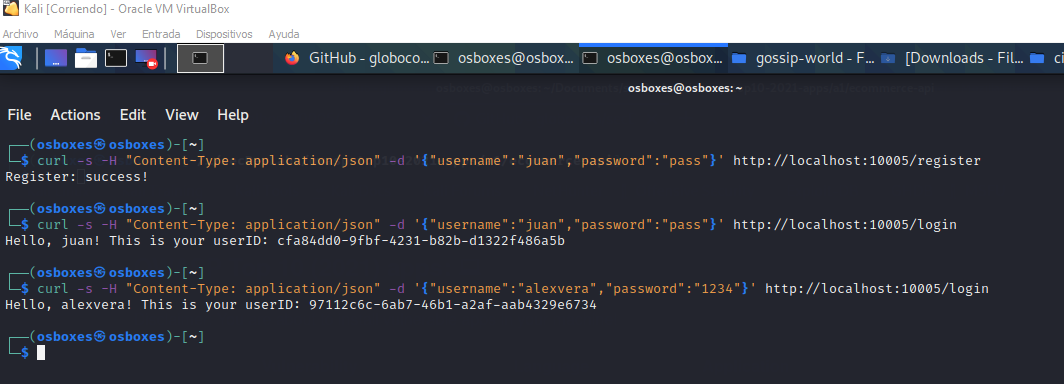 Kali [Corriendo] - Oracle VM VirtualBox
Archivo Máquina Ver Entrada Dispositivos Ayuda
GitHub - globoco... osboxes@osbox... osboxes@osbox... gossip-world - F... [Downloads - Fil... ci
osboxes@osboxes: ~
File Actions Edit View Help
┌──(osboxes㉿osboxes)-[~]
└─$ curl -s -H "Content-Type: application/json" -d '{"username":"juan","password":"pass"}' http://localhost:10005/register
Register: success!
┌──(osboxes㉿osboxes)-[~]
└─$ curl -s -H "Content-Type: application/json" -d '{"username":"juan","password":"pass"}' http://localhost:10005/login
Hello, juan! This is your userID: cfa84dd0-9fbf-4231-b82b-d1322f486a5b
┌──(osboxes㉿osboxes)-[~]
└─$ curl -s -H "Content-Type: application/json" -d '{"username":"alexvera","password":"1234"}' http://localhost:10005/login
Hello, alexvera! This is your userID: 97112c6c-6ab7-46b1-a2af-aab4329e6734
┌──(osboxes㉿osboxes)-[~]
└─$